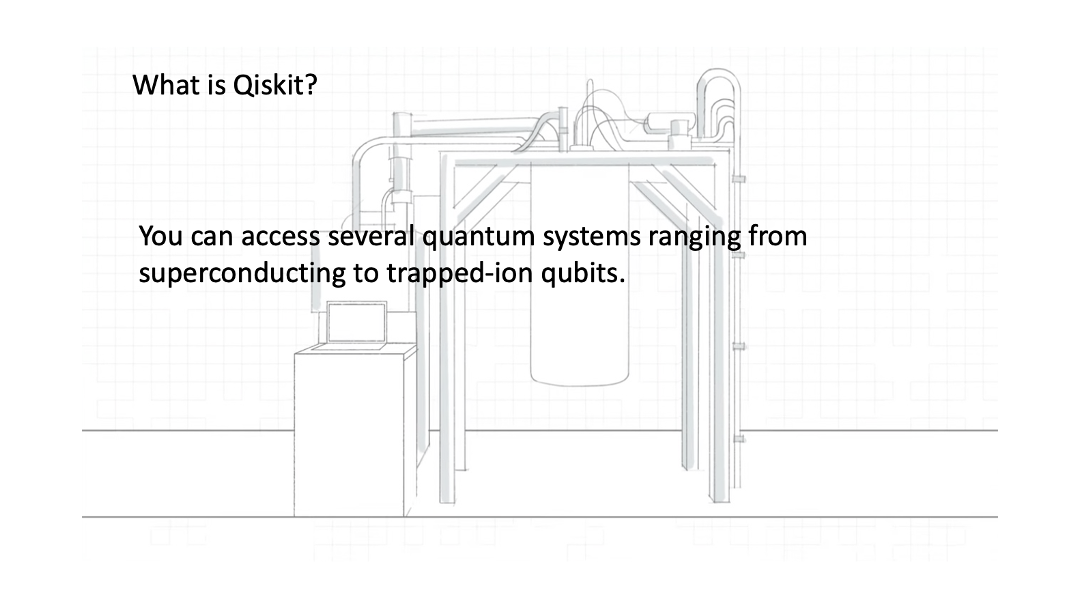 What is Qiskit?
You can access several quantum systems ranging from
superconducting to trapped-ion qubits.